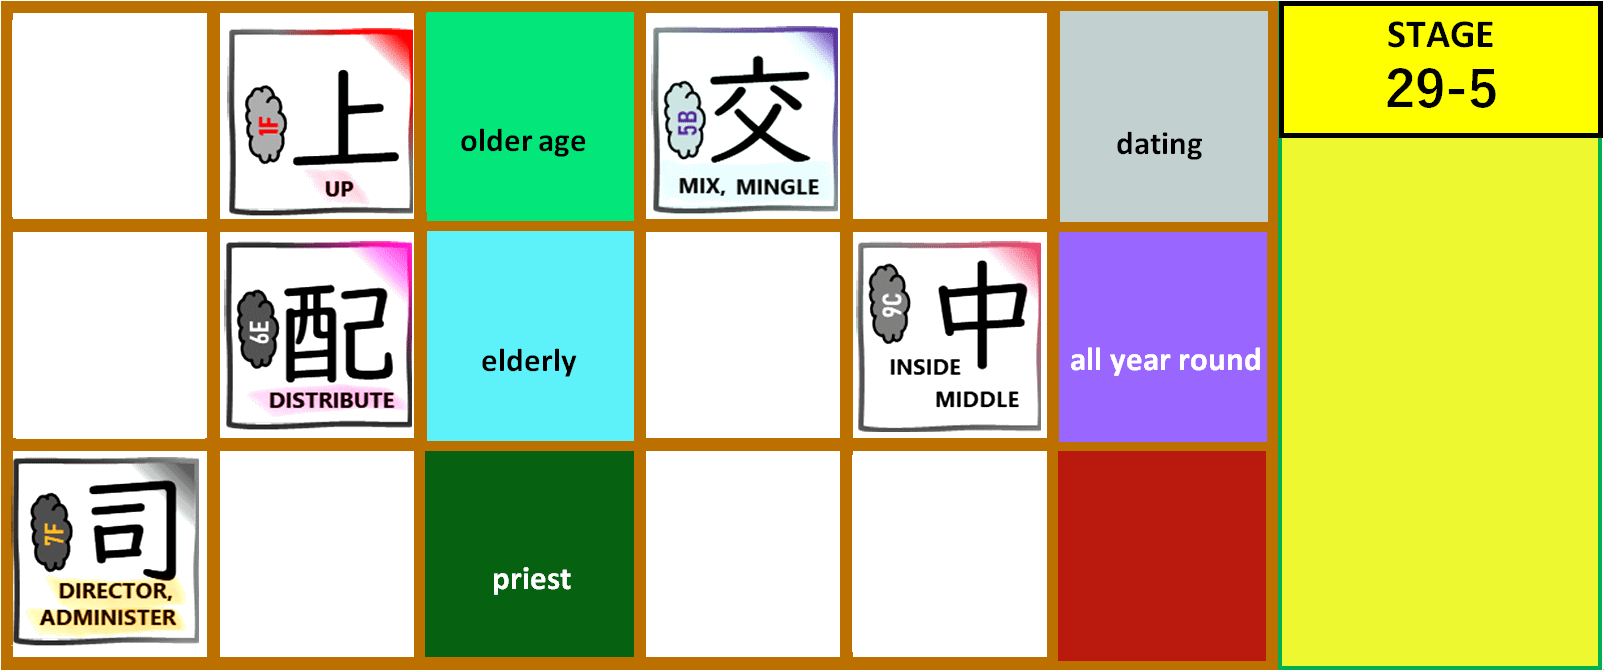 1F
上
UP
older age
5B
交
MIX, MINGLE
dating
STAGE
29-5
6E
配
DISTRIBUTE
elderly
9C
中
INSIDE
MIDDLE
all year round
7F
司
DIRECTOR,
ADMINISTER
priest